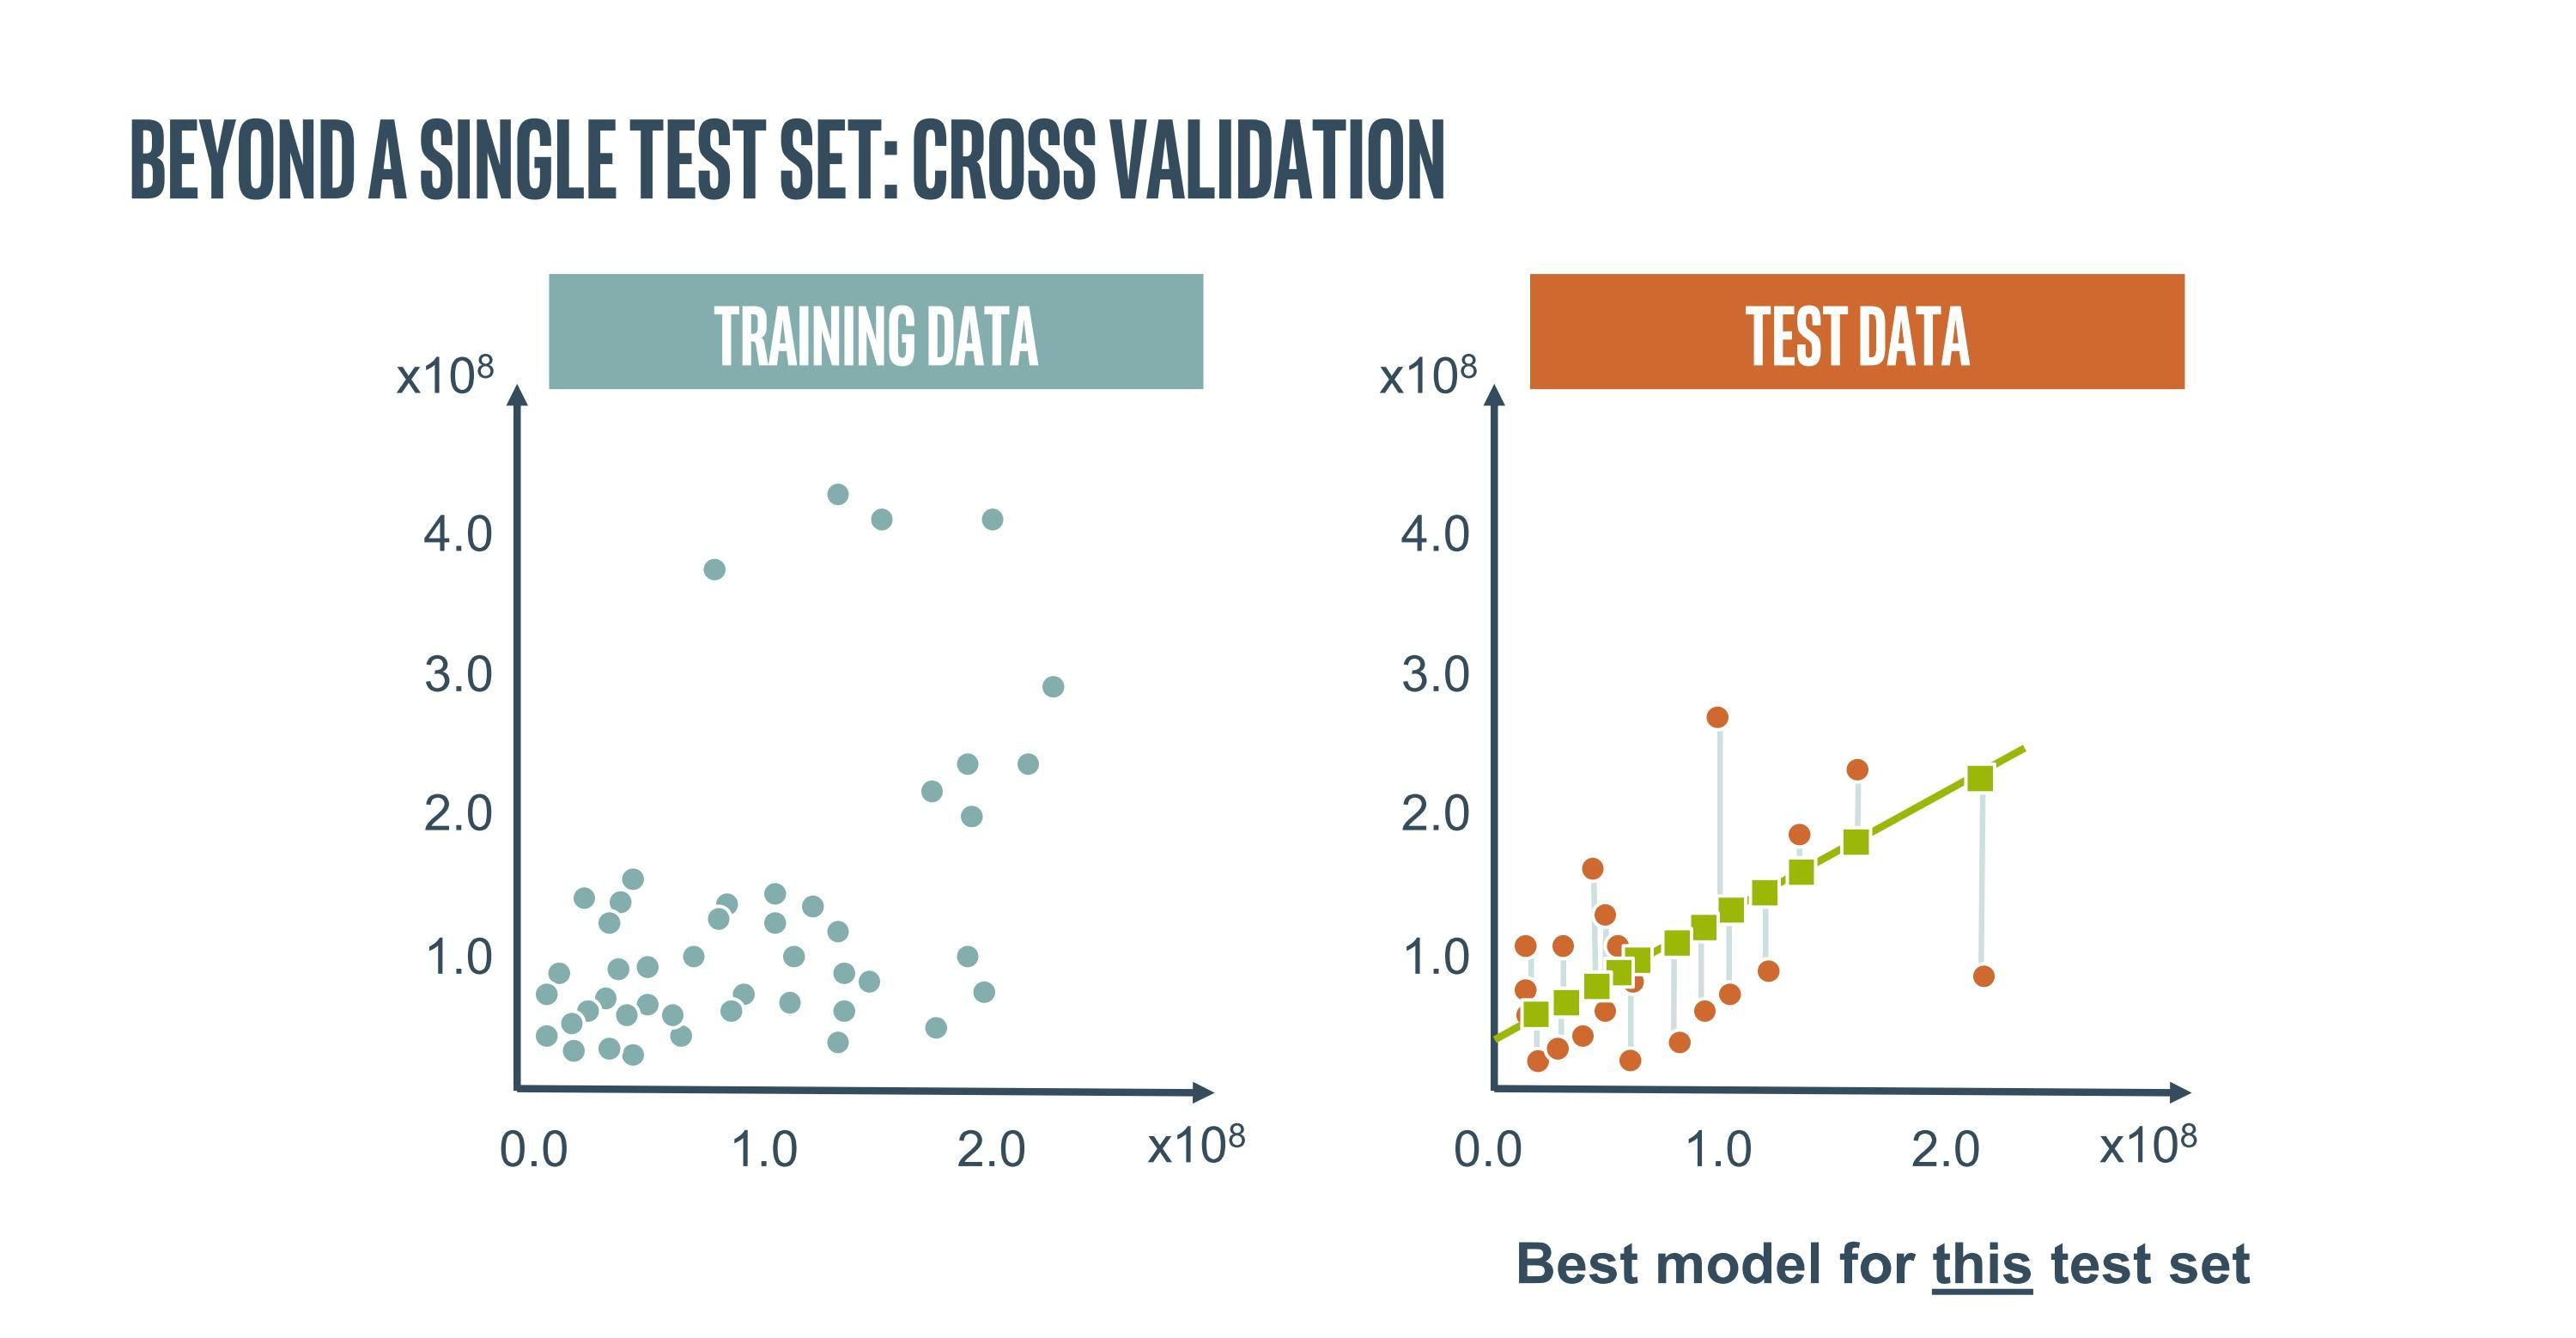 BEYOND A SINGLE TEST SET: CROSS VALIDATION
TRAINING DATA
x10⁸
4.0
3.0
2.0
1.0
0.0 1.0 2.0 x10⁸
TEST DATA
x10⁸
4.0
3.0
2.0
1.0
0.0 1.0 2.0 x10⁸
Best model for this test set